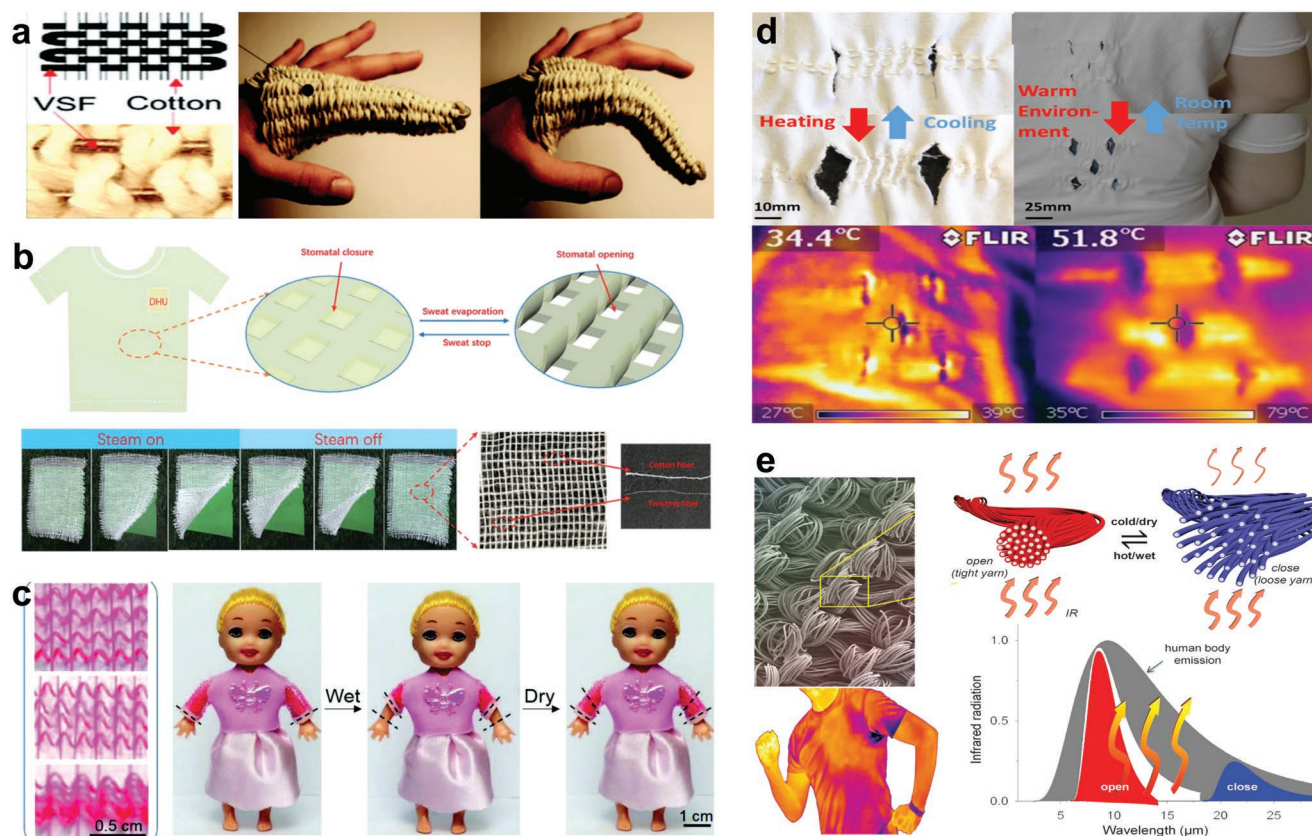 a
VSF
Cotton
b
DHU
Stomatal closure
Stomatal opening
Sweat evaporation
Sweat stop
Steam on
Steam off
Cotton fiber
Twisting fiber
c
0.5 cm
Wet
Dry
1 cm
d
Heating
Cooling
10mm
Warm
Environ-
ment
Room
Temp
25mm
34.4°C
FLIR
27°C
39°C
51.8°C
FLIR
35°C
79°C
e
open
(tight yarn)
cold/dry
hot/wet
close
(loose yarn)
IR
Infrared radiation
1.0
0.5
0.0
human body
emission
open
close
5
10
15
20
25
Wavelength (μm)